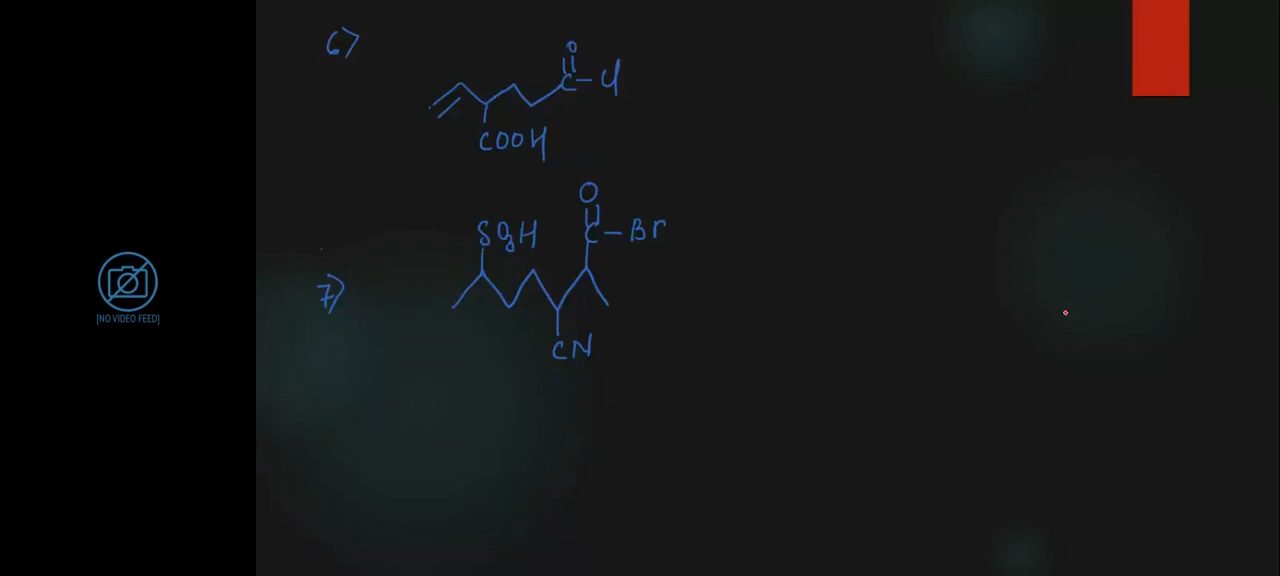 6>
O
C-Cl
COOH
O
SO3H C-Br
7)
CN
[NO VIDEO FEED]